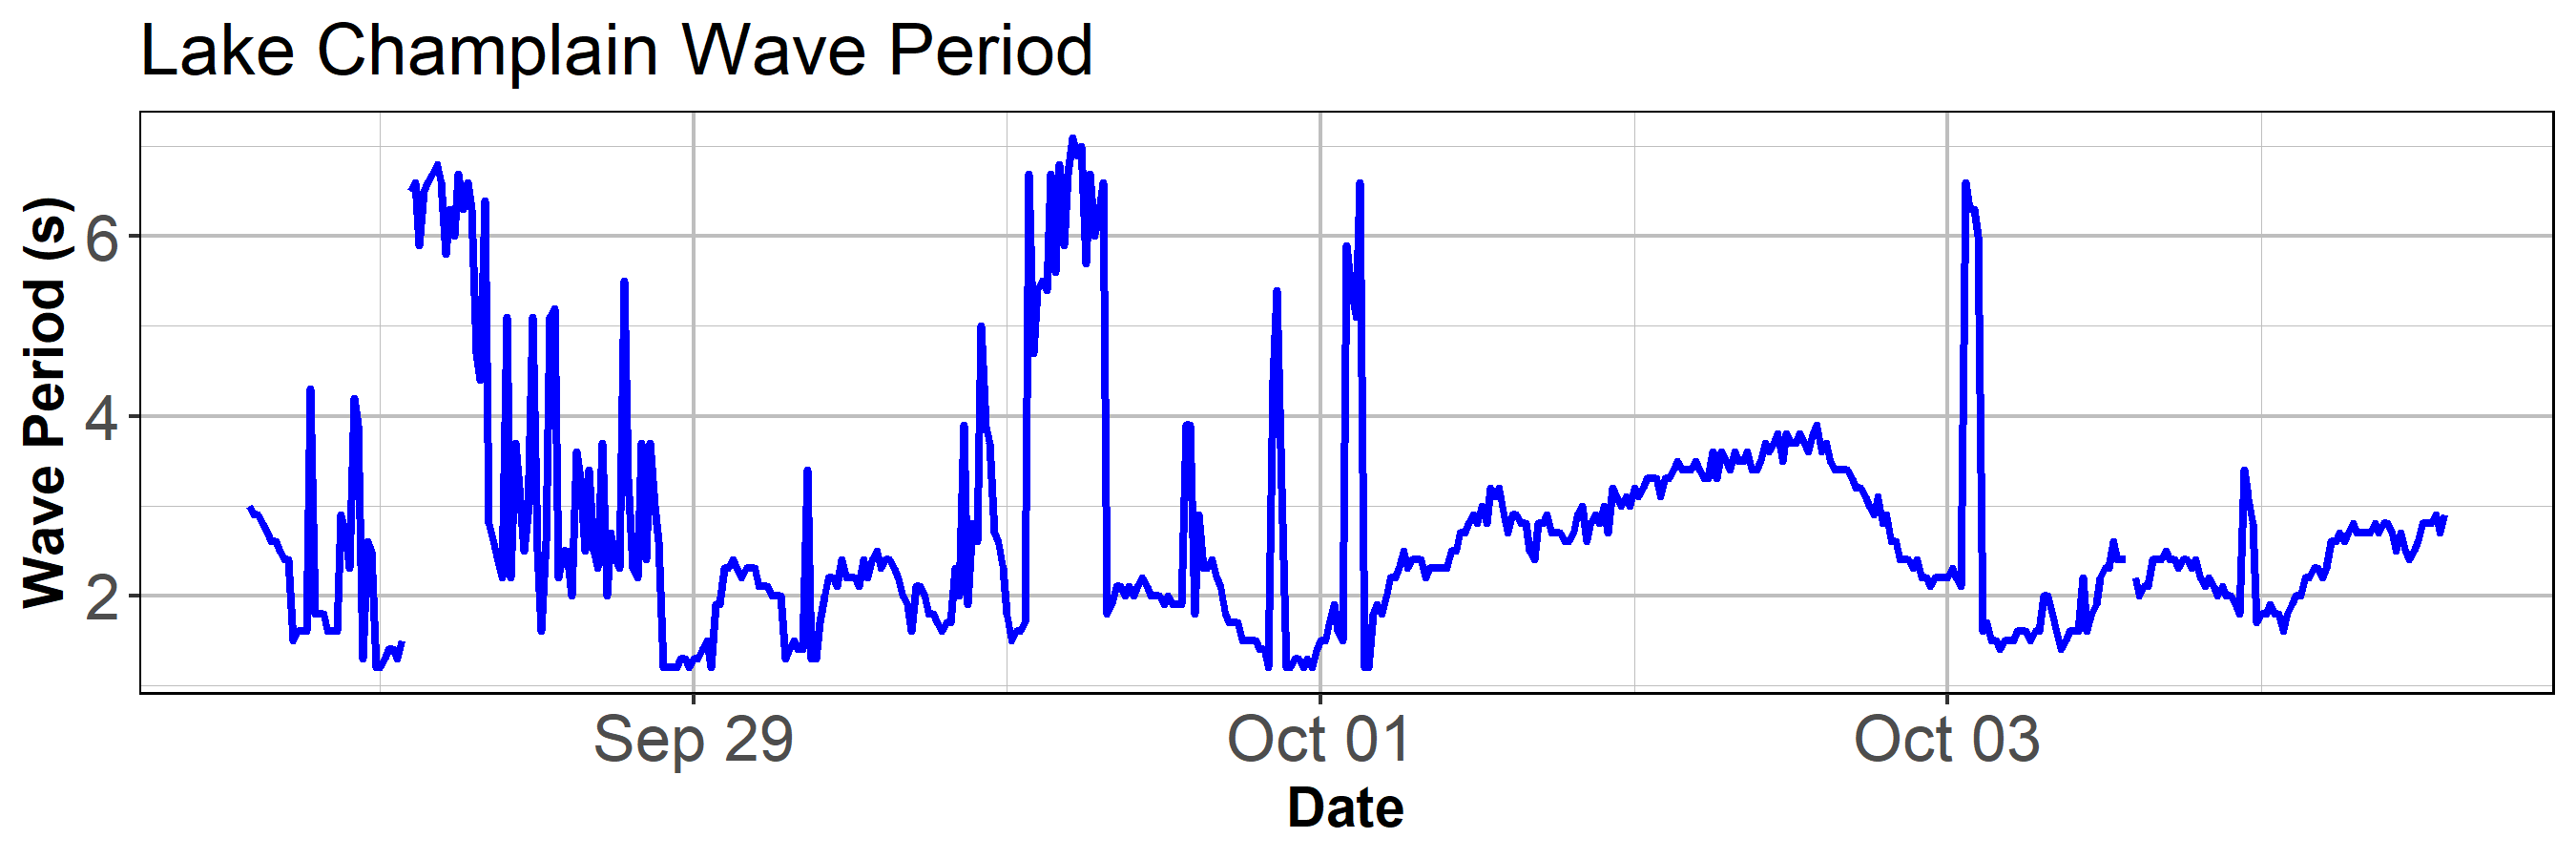 Lake Champlain Wave Period
Wave Period (s)
6
4
2
Sep 29
Oct 01
Oct 03
Date